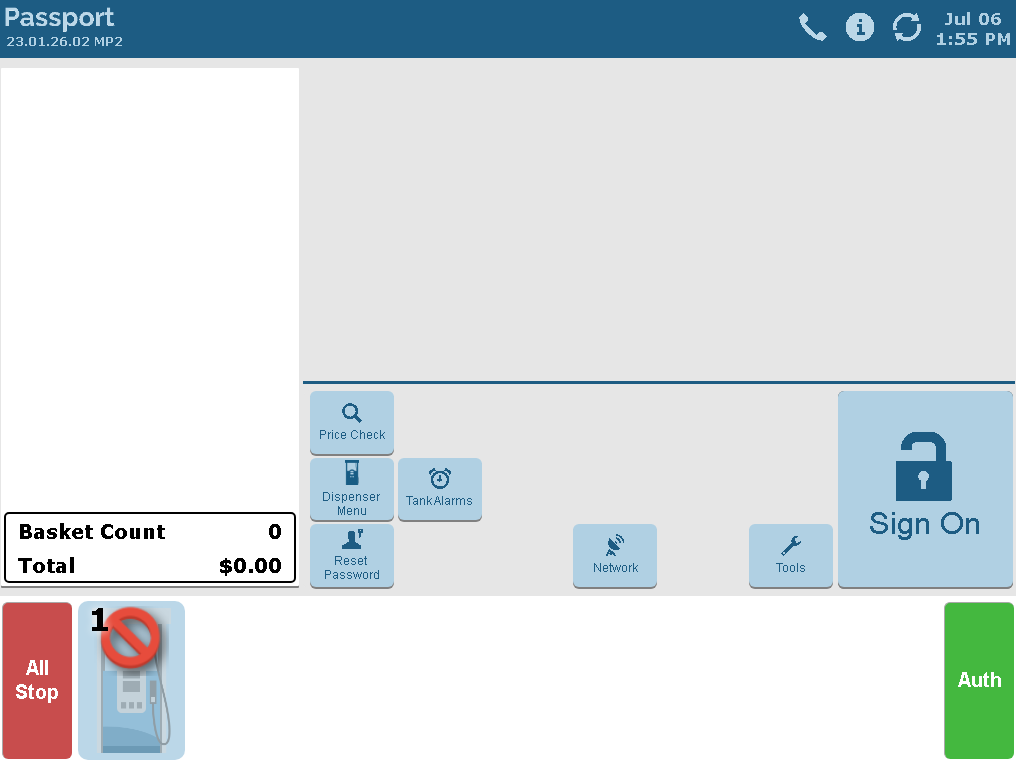 Passport
23.01.26.02 MP2
Jul 06
1:55 PM
Price Check
Dispenser
Menu
TankAlarms
Reset
Password
Network
Tools
Sign On
Basket Count 0
Total $0.00
All
Stop
1
Auth